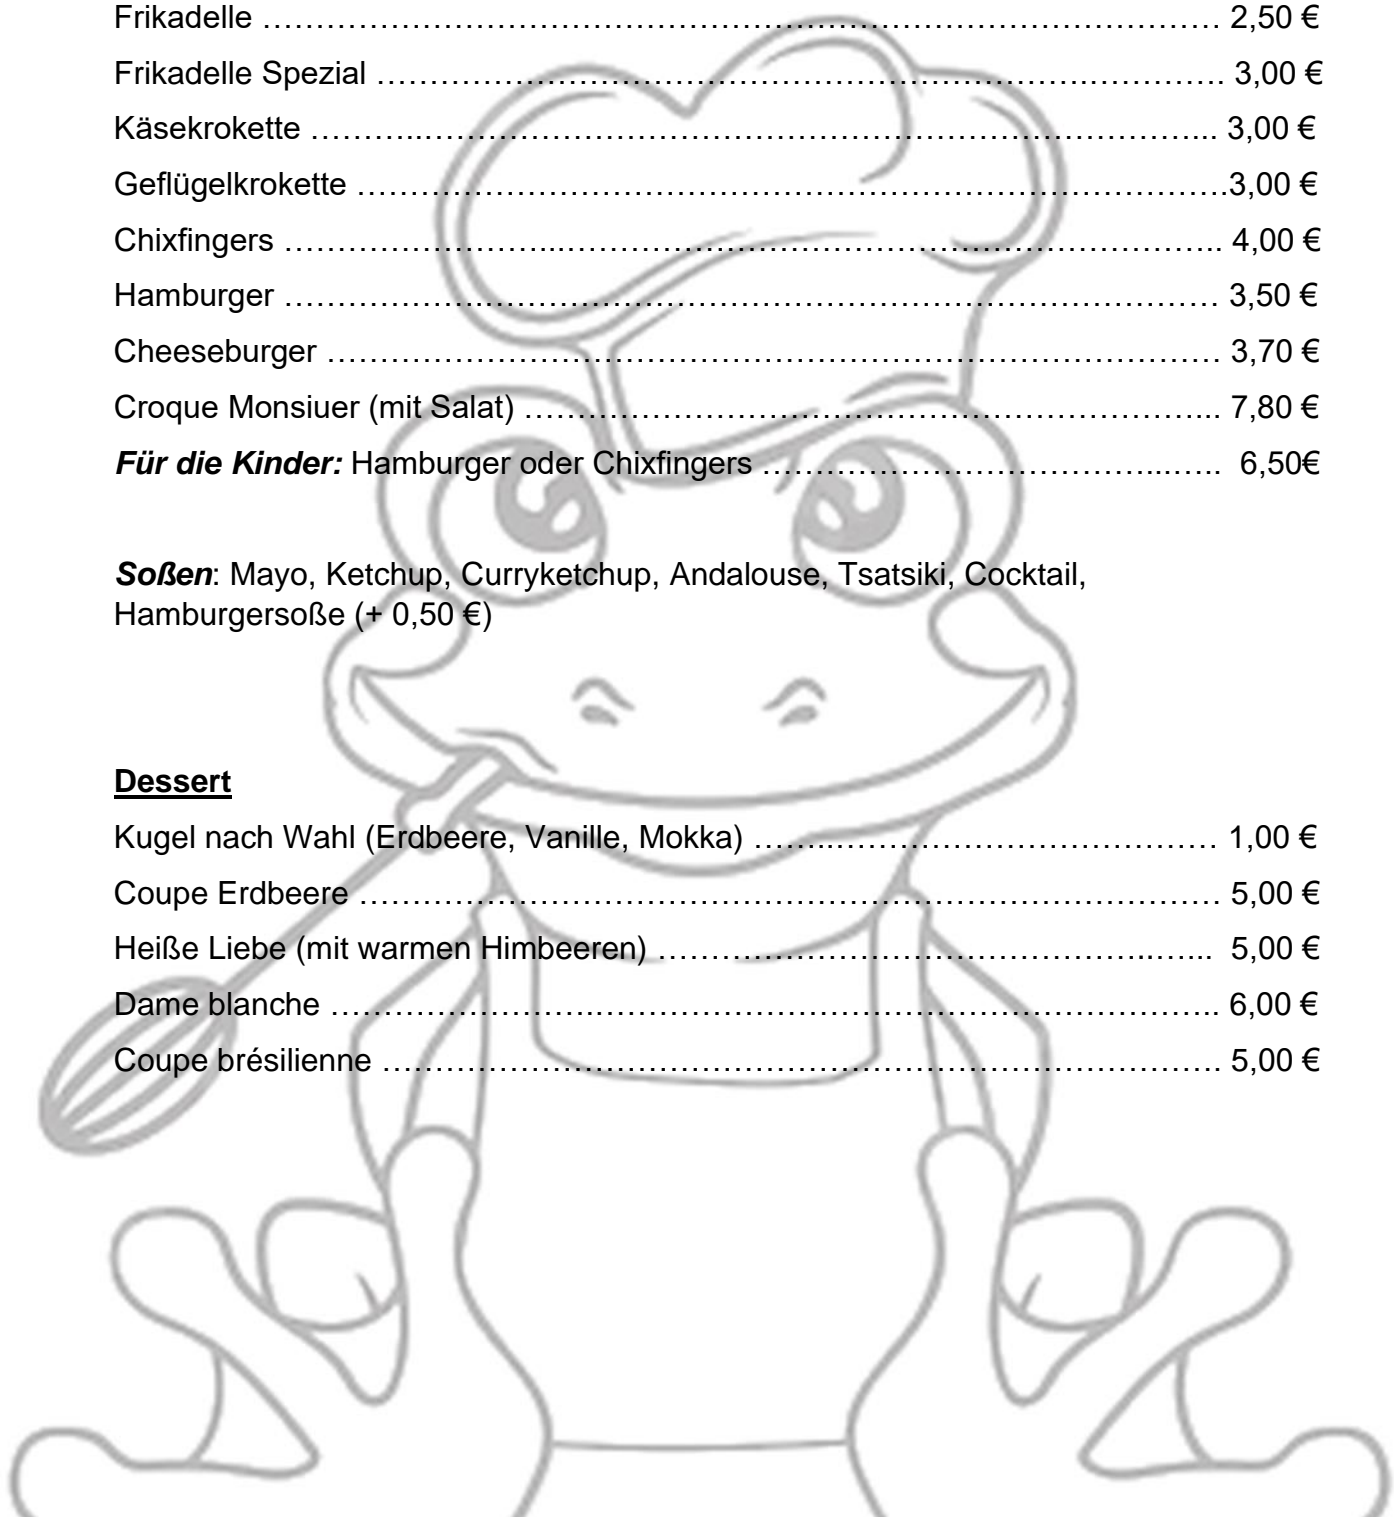 Frikadelle ………………………………………………………………………………………… 2,50 €
Frikadelle Spezial …………………………………………………………………………… 3,00 €
Käsekrokette ………...……………………………………………………………………... 3,00 €
Geflügelkrokette …………………………………………………………………………….3,00 €
Chixfingers ……………………….....……………………………………………………….. 4,00 €
Hamburger …………………………………………………………………………………… 3,50 €
Cheeseburger ………………………………………………………………………………… 3,70 €
Croque Monsiuer (mit Salat) ………………………………………………………….. 7,80 €
Für die Kinder: Hamburger oder Chixfingers …………………………………...…... 6,50€
Soßen: Mayo, Ketchup, Curryketchup, Andalouse, Tsatsiki, Cocktail,
Hamburgersoße (+ 0,50 €)
Dessert
Kugel nach Wahl (Erdbeere, Vanille, Mokka) …….....………………………………… 1,00 €
Coupe Erdbeere ……………………………………………………………………………… 5,00 €
Heiße Liebe (mit warmen Himbeeren) …….....………………………………...…... 5,00 €
Dame blanche ……………………....…………………………………………………….. 6,00 €
Coupe brésilienne …………………………………………………………………………….. 5,00 €